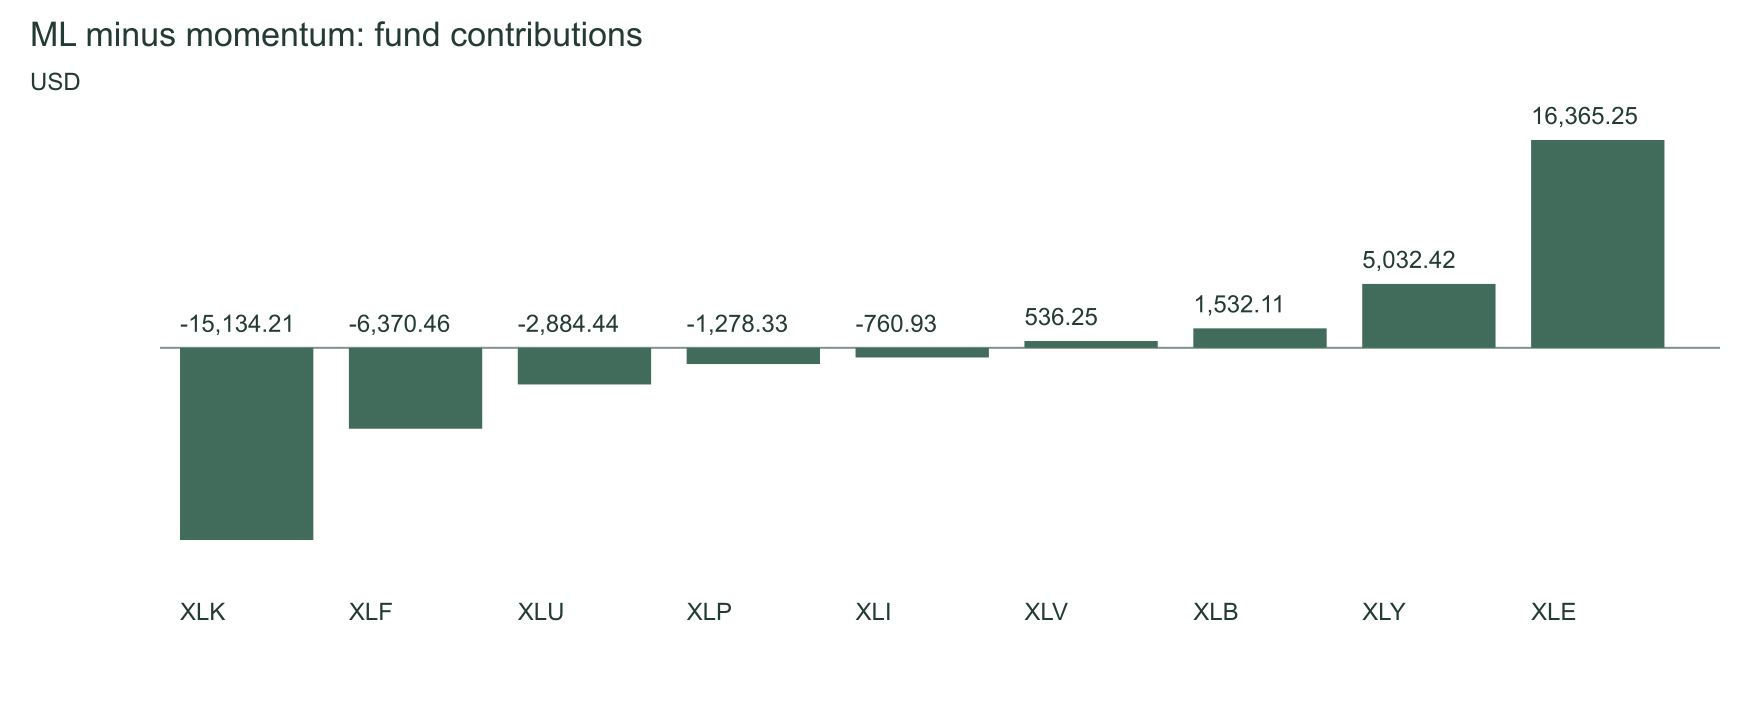 ML minus momentum: fund contributions
USD
16,365.25
5,032.42
1,532.11
536.25
-15,134.21 -6,370.46 -2,884.44 -1,278.33 -760.93
XLK XLF XLU XLP XLI XLV XLB XLY XLE